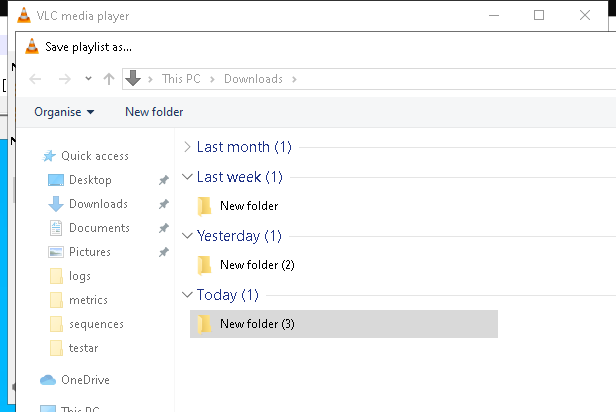 VLC media player
Save playlist as...
This PC
Downloads
Organise
New folder
Quick access
Desktop
Downloads
Documents
Pictures
logs
metrics
sequences
testar
OneDrive
This PC
Last month (1)
Last week (1)
New folder
Yesterday (1)
New folder (2)
Today (1)
New folder (3)